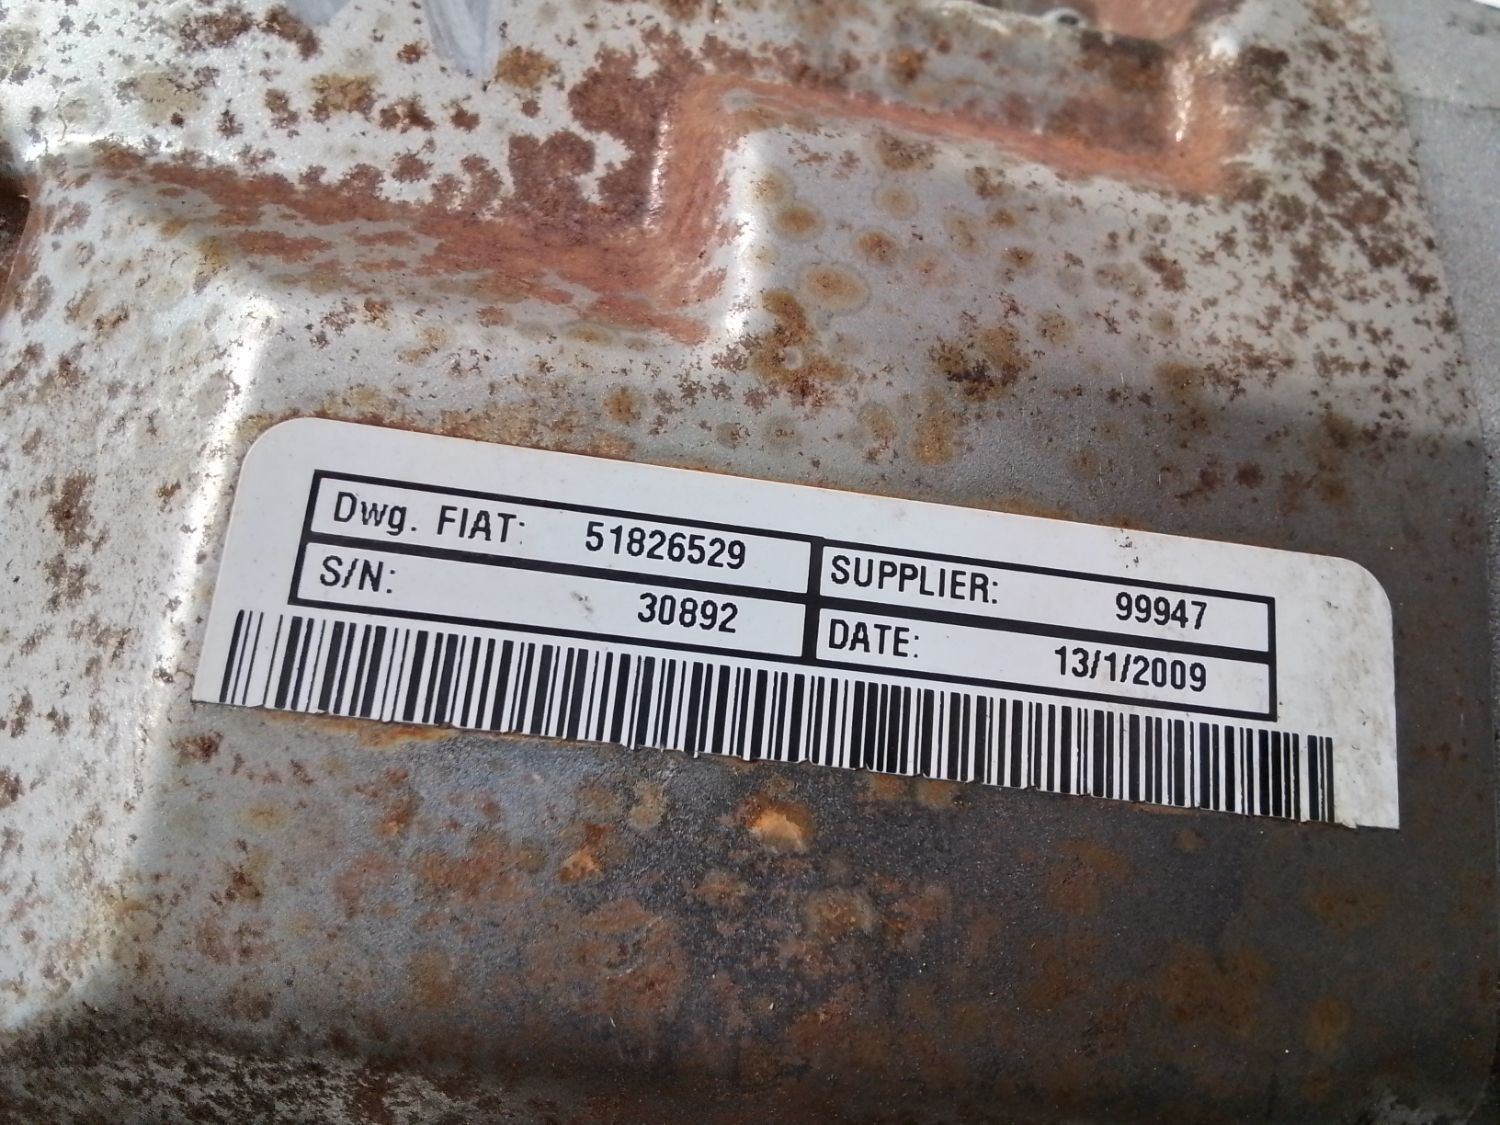 Dwg. FIAT: 51826529
SUPPLIER: 99947
S/N: 30892
DATE: 13/1/2009